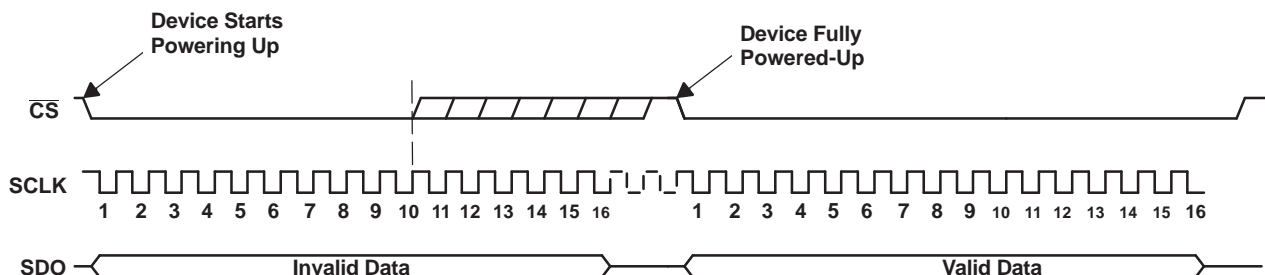 Device Starts
Powering Up
Device Fully
Powered-Up
CS
SCLK
1 2 3 4 5 6 7 8 9 10 11 12 13 14 15 16 1 2 3 4 5 6 7 8 9 10 11 12 13 14 15 16
SDO Invalid Data Valid Data